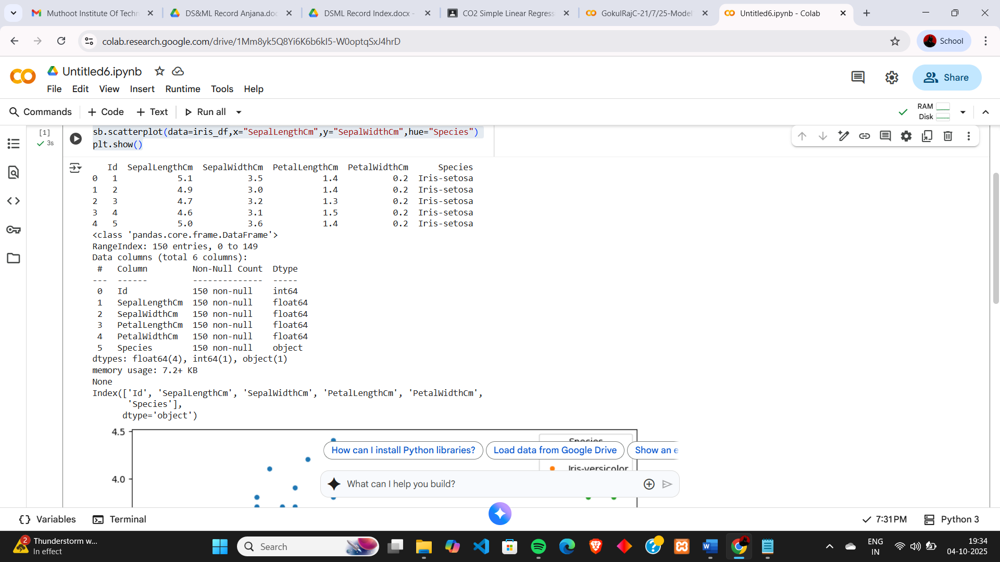 Muthoot Institute Of Techn
DS&ML Record Anjana.doc
DSML Record Index.docx -
CO2 Simple Linear Regress
GokulRajC-21/7/25-Model
Untitled6.ipynb - Colab
colab.research.google.com/drive/1Mm8yk5Q8Yi6K6b6kI5-W0optqSxJ4hrD
School
Untitled6.ipynb
File Edit View Insert Runtime Tools Help
Share
Commands + Code + Text Run all
RAM
Disk
[1]
3s
sb.scatterplot(data=iris_df,x="SepalLengthCm",y="SepalWidthCm",hue="Species")
plt.show()
Id SepalLengthCm SepalWidthCm PetalLengthCm PetalWidthCm Species
0 1 5.1 3.5 1.4 0.2 Iris-setosa
1 2 4.9 3.0 1.4 0.2 Iris-setosa
2 3 4.7 3.2 1.3 0.2 Iris-setosa
3 4 4.6 3.1 1.5 0.2 Iris-setosa
4 5 5.0 3.6 1.4 0.2 Iris-setosa
<class 'pandas.core.frame.DataFrame'>
RangeIndex: 150 entries, 0 to 149
Data columns (total 6 columns):
# Column Non-Null Count Dtype
--- ------ -------------- -----
0 Id 150 non-null int64
1 SepalLengthCm 150 non-null float64
2 SepalWidthCm 150 non-null float64
3 PetalLengthCm 150 non-null float64
4 PetalWidthCm 150 non-null float64
5 Species 150 non-null object
dtypes: float64(4), int64(1), object(1)
memory usage: 7.2+ KB
None
Index(['Id', 'SepalLengthCm', 'SepalWidthCm', 'PetalLengthCm', 'PetalWidthCm',
'Species'],
dtype='object')
4.5
Species
How can I install Python libraries?
Load data from Google Drive
Show an e
Iris-versicolor
4.0
What can I help you build?
Variables
Terminal
7:31 PM
Python 3
2
Thunderstorm w...
In effect
Search
ENG
IN
19:34
04-10-2025